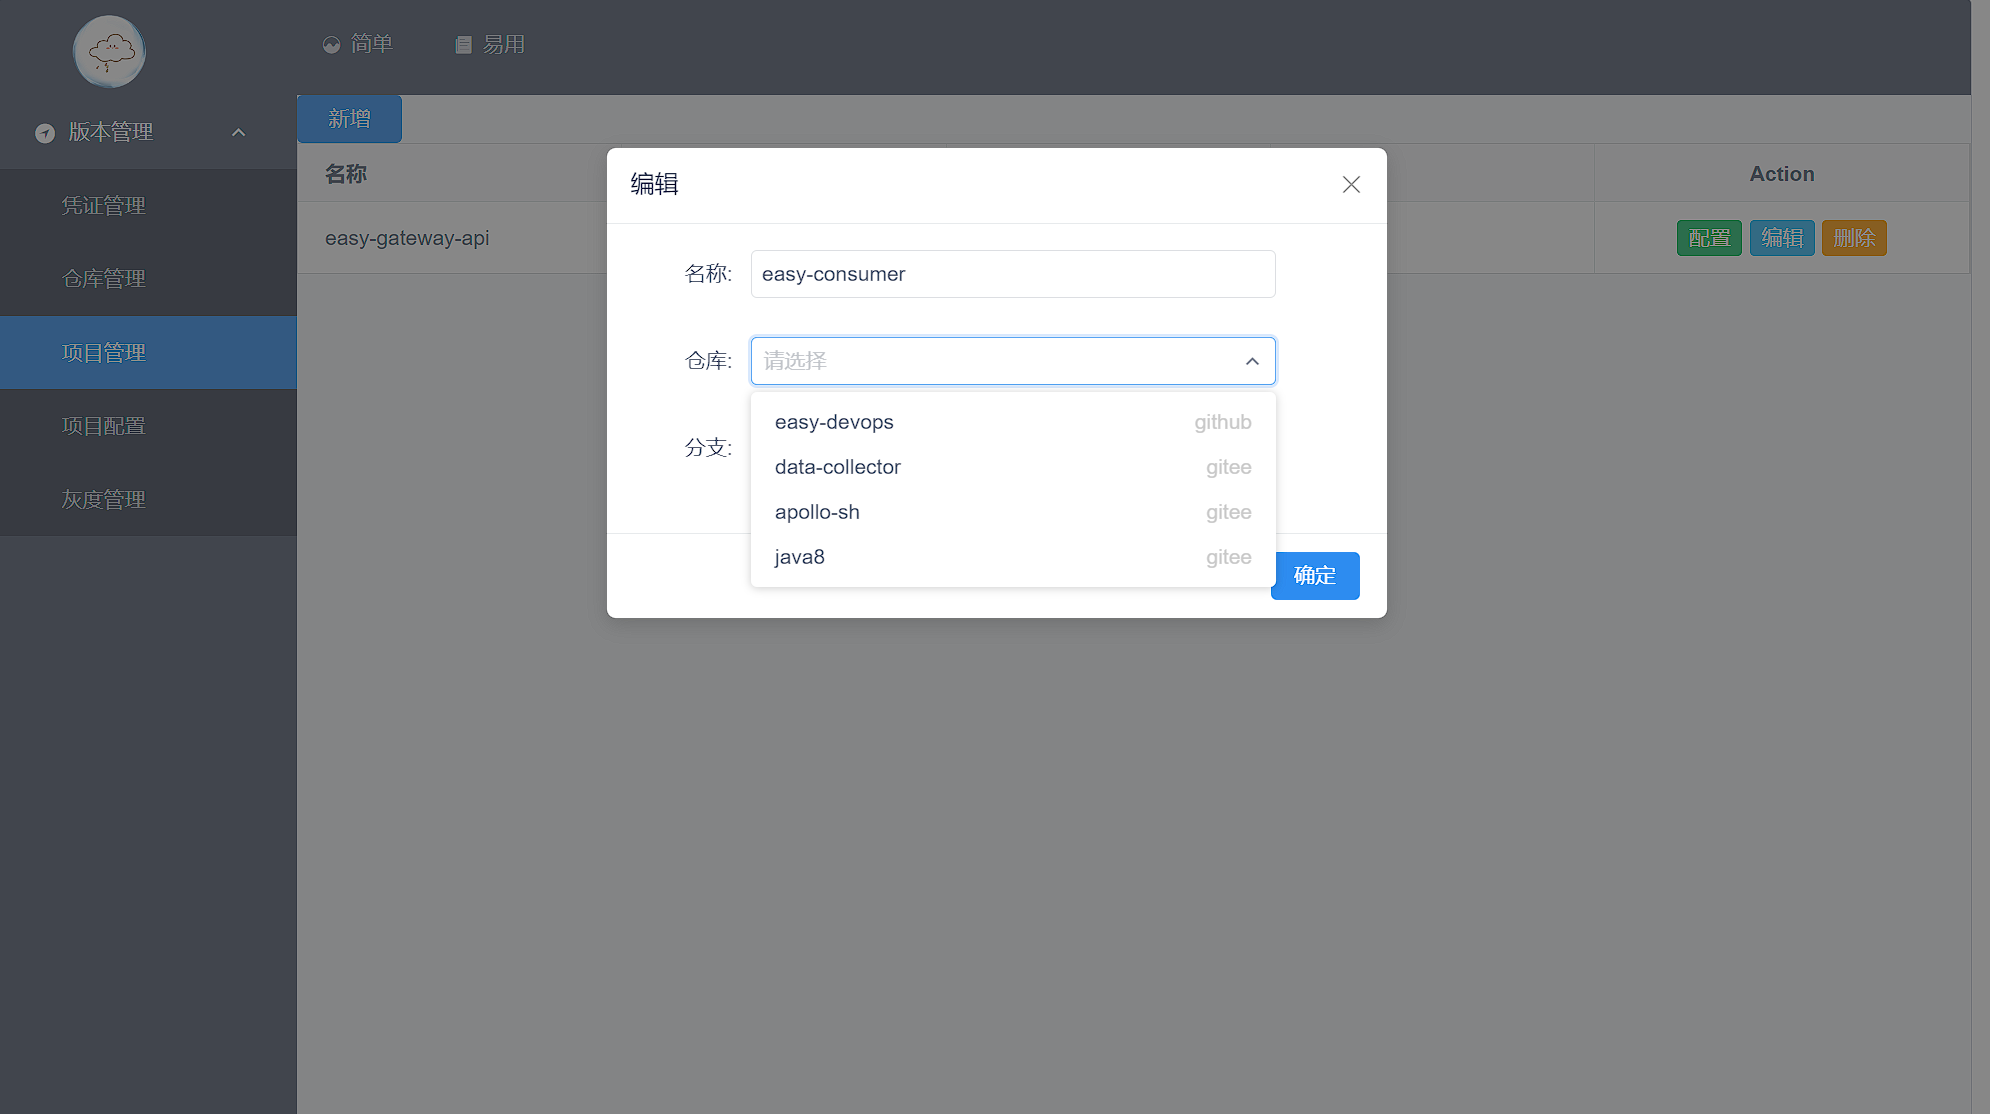 简单 易用
版本管理
凭证管理
仓库管理
项目管理
项目配置
灰度管理
新增
名称 Action
easy-gateway-api 配置 编辑 删除
编辑
名称: easy-consumer
仓库: 请选择
easy-devops github
data-collector gitee
apollo-sh gitee
java8 gitee
分支:
确定